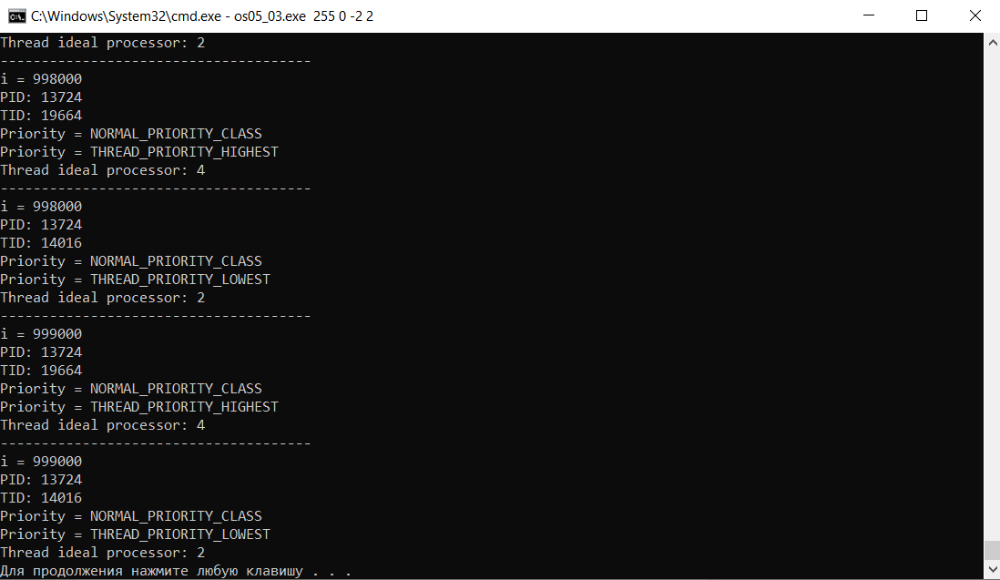 C:\Windows\System32\cmd.exe - os05_03.exe  255 0 -2 2
Thread ideal processor: 2
--------------------------------------
i = 998000
PID: 13724
TID: 19664
Priority = NORMAL_PRIORITY_CLASS
Priority = THREAD_PRIORITY_HIGHEST
Thread ideal processor: 4
--------------------------------------
i = 998000
PID: 13724
TID: 14016
Priority = NORMAL_PRIORITY_CLASS
Priority = THREAD_PRIORITY_LOWEST
Thread ideal processor: 2
--------------------------------------
i = 999000
PID: 13724
TID: 19664
Priority = NORMAL_PRIORITY_CLASS
Priority = THREAD_PRIORITY_HIGHEST
Thread ideal processor: 4
--------------------------------------
i = 999000
PID: 13724
TID: 14016
Priority = NORMAL_PRIORITY_CLASS
Priority = THREAD_PRIORITY_LOWEST
Thread ideal processor: 2
Для продолжения нажмите любую клавишу . . .